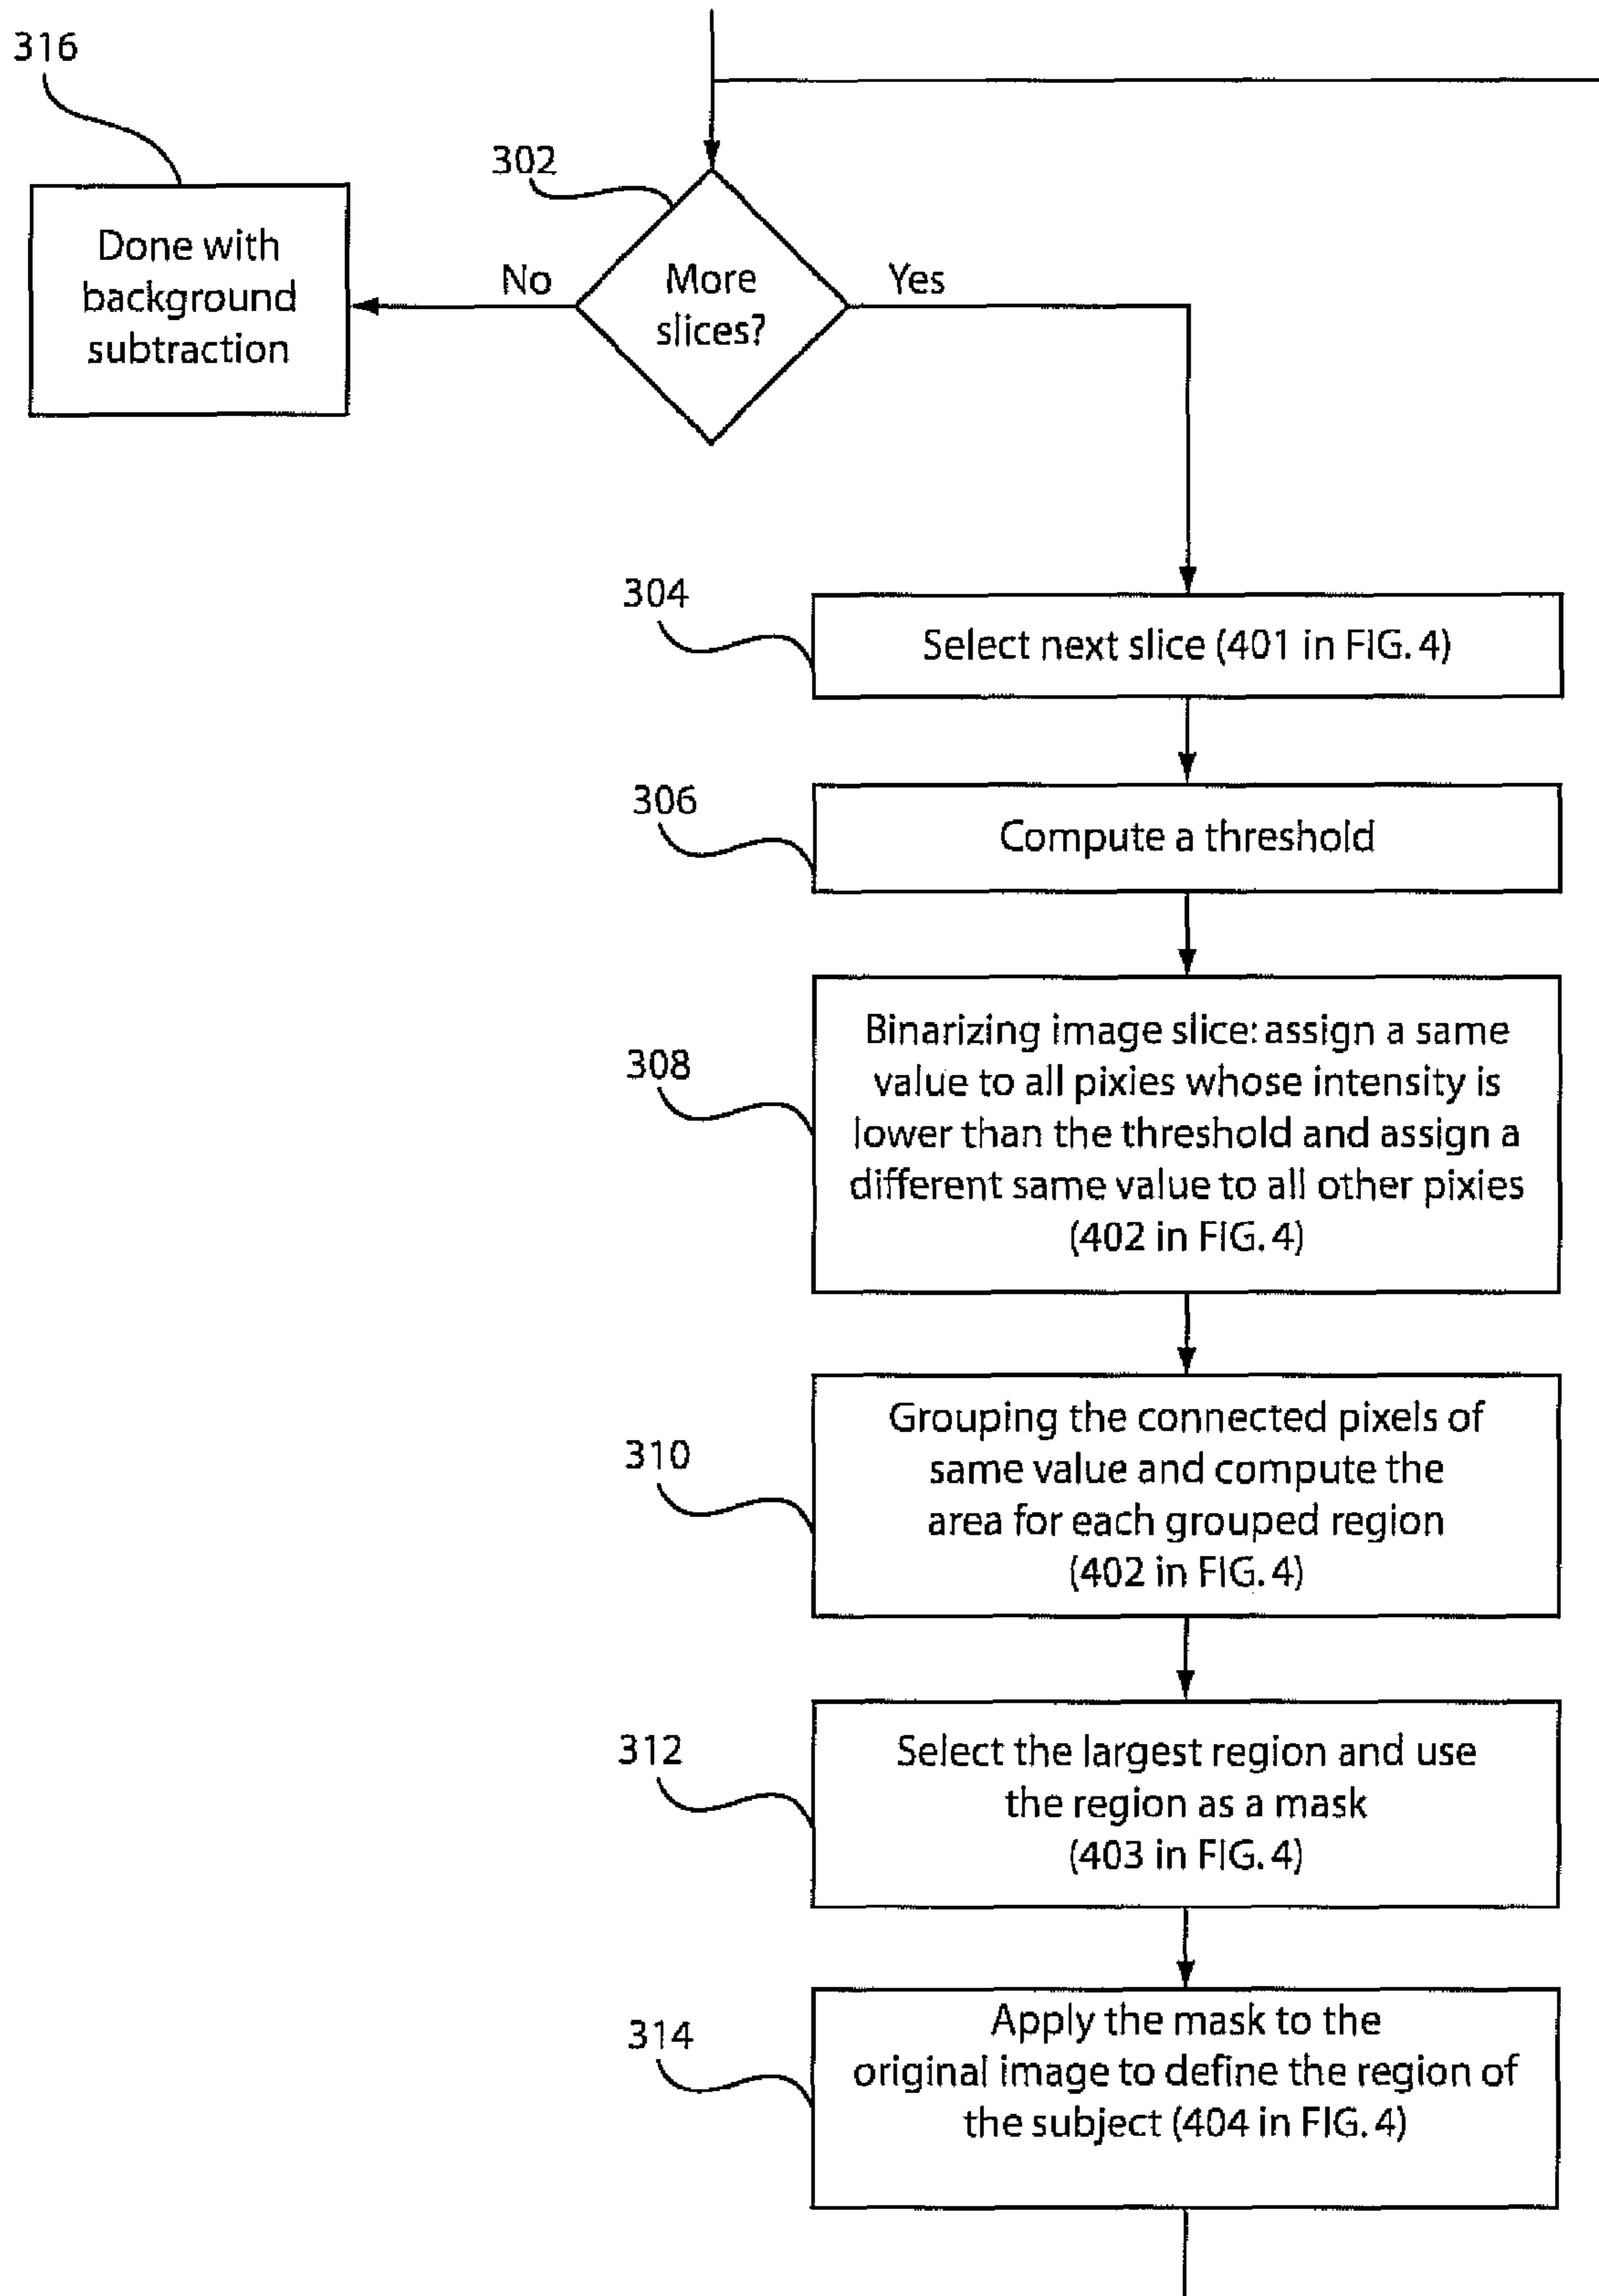 316
302
Done with
background
subtraction
No
More
slices?
Yes
304
Select next slice (401 in FIG. 4)
306
Compute a threshold
308
Binarizing image slice: assign a same
value to all pixies whose intensity is
lower than the threshold and assign a
different same value to all other pixies
(402 in FIG. 4)
310
Grouping the connected pixels of
same value and compute the
area for each grouped region
(402 in FIG. 4)
312
Select the largest region and use
the region as a mask
(403 in FIG. 4)
314
Apply the mask to the
original image to define the region of
the subject (404 in FIG. 4)